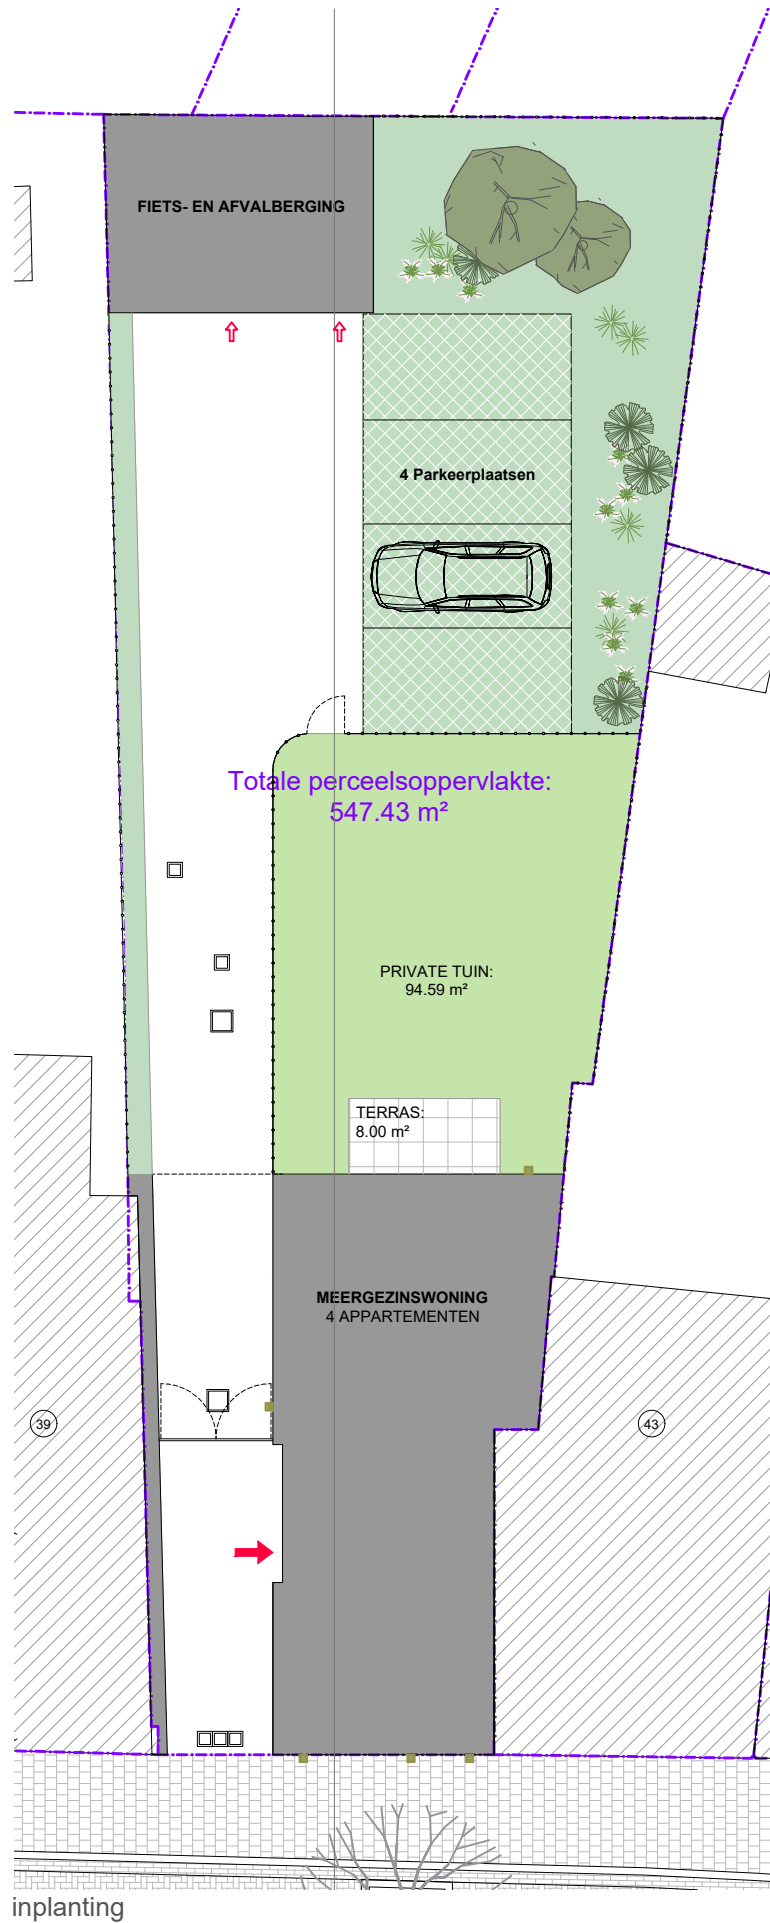 FIETS- EN AFVALBERGING
4 Parkeerplaatsen
Totale perceelsoppervlakte:
547.43 m²
PRIVATE TUIN:
94.59 m²
TERRAS:
8.00 m²
MEERGEZINSWONING
4 APPARTEMENTEN
39
43
inplanting